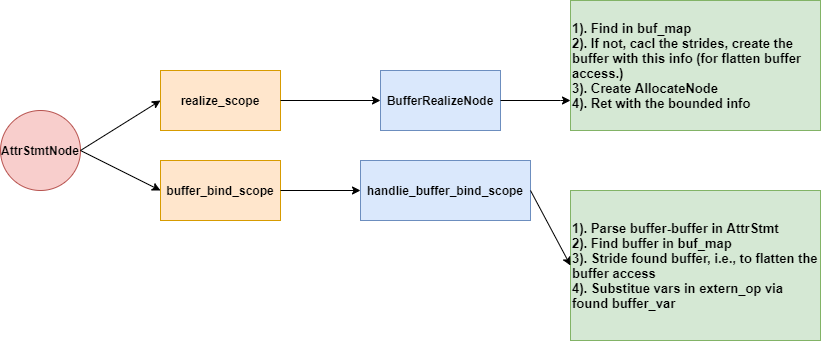 1). Find in buf_map
2). If not, cacl the strides, create the
buffer with this info (for flatten buffer
access.)
3). Create AllocateNode
4). Ret with the bounded info
realize_scope
BufferRealizeNode
AttrStmtNode
buffer_bind_scope
handlie_buffer_bind_scope
1). Parse buffer-buffer in AttrStmt
2). Find buffer in buf_map
3). Stride found buffer, i.e., to flatten the
buffer access
4). Substitue vars in extern_op via
found buffer_var